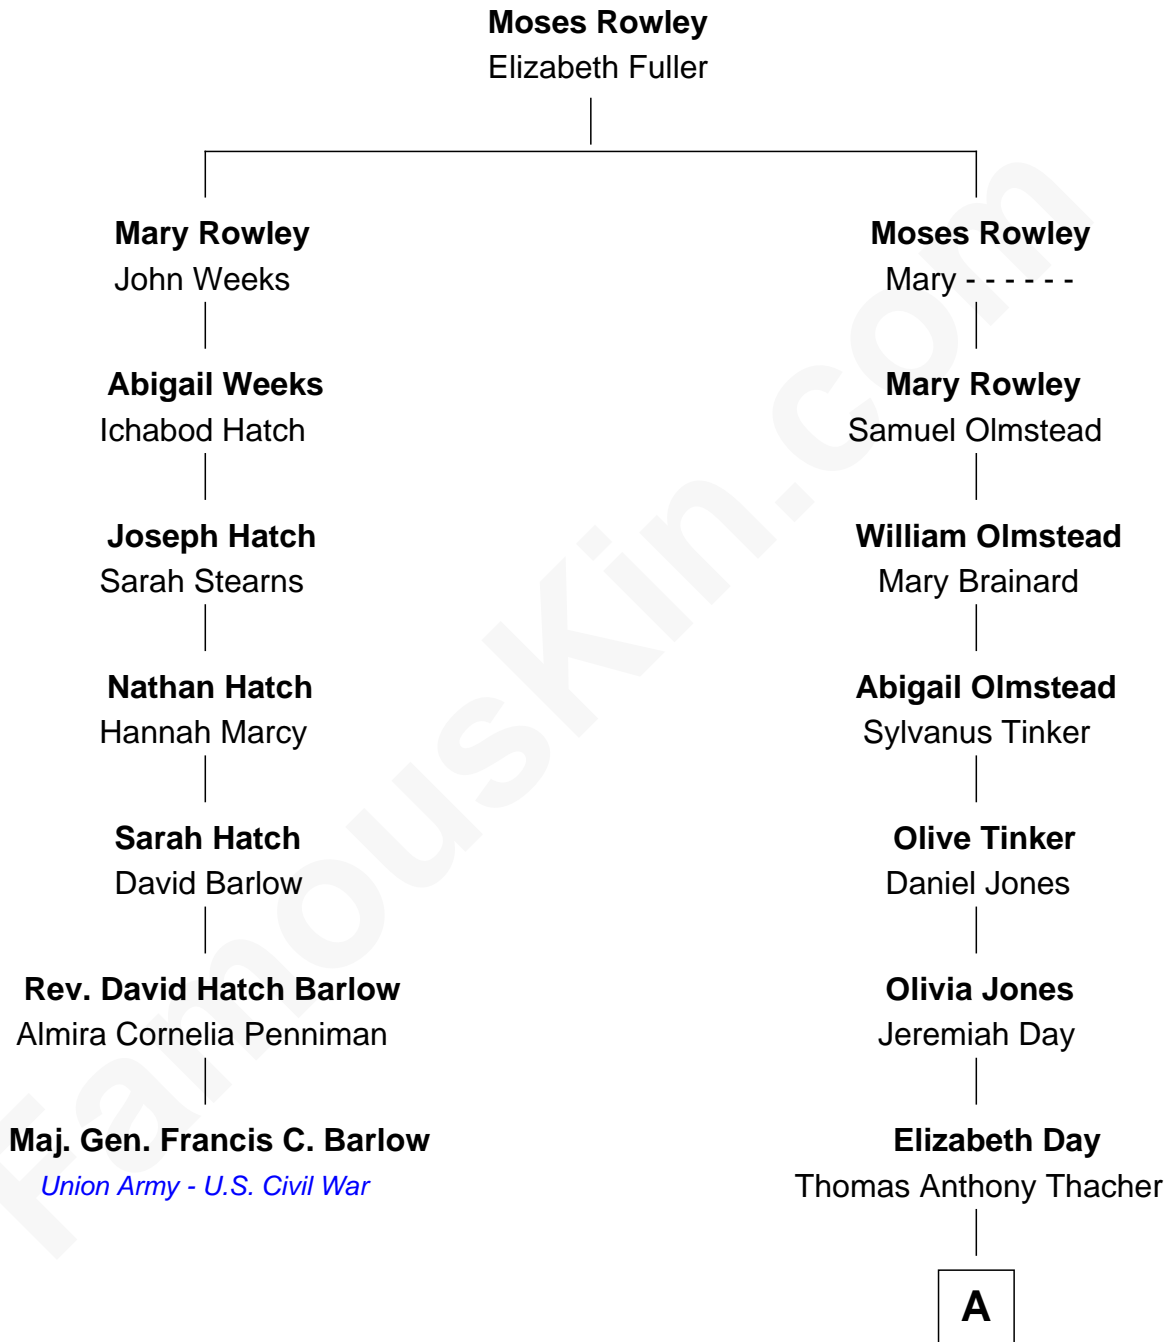 Moses Rowley
Elizabeth Fuller
Mary Rowley
John Weeks
Moses Rowley
Mary - - - - - -
Abigail Weeks
Ichabod Hatch
Mary Rowley
Samuel Olmstead
Joseph Hatch
Sarah Stearns
William Olmstead
Mary Brainard
Nathan Hatch
Hannah Marcy
Abigail Olmstead
Sylvanus Tinker
Sarah Hatch
David Barlow
Olive Tinker
Daniel Jones
Rev. David Hatch Barlow
Almira Cornelia Penniman
Olivia Jones
Jeremiah Day
Maj. Gen. Francis C. Barlow
Union Army - U.S. Civil War
Elizabeth Day
Thomas Anthony Thacher
A
FamousKin.com